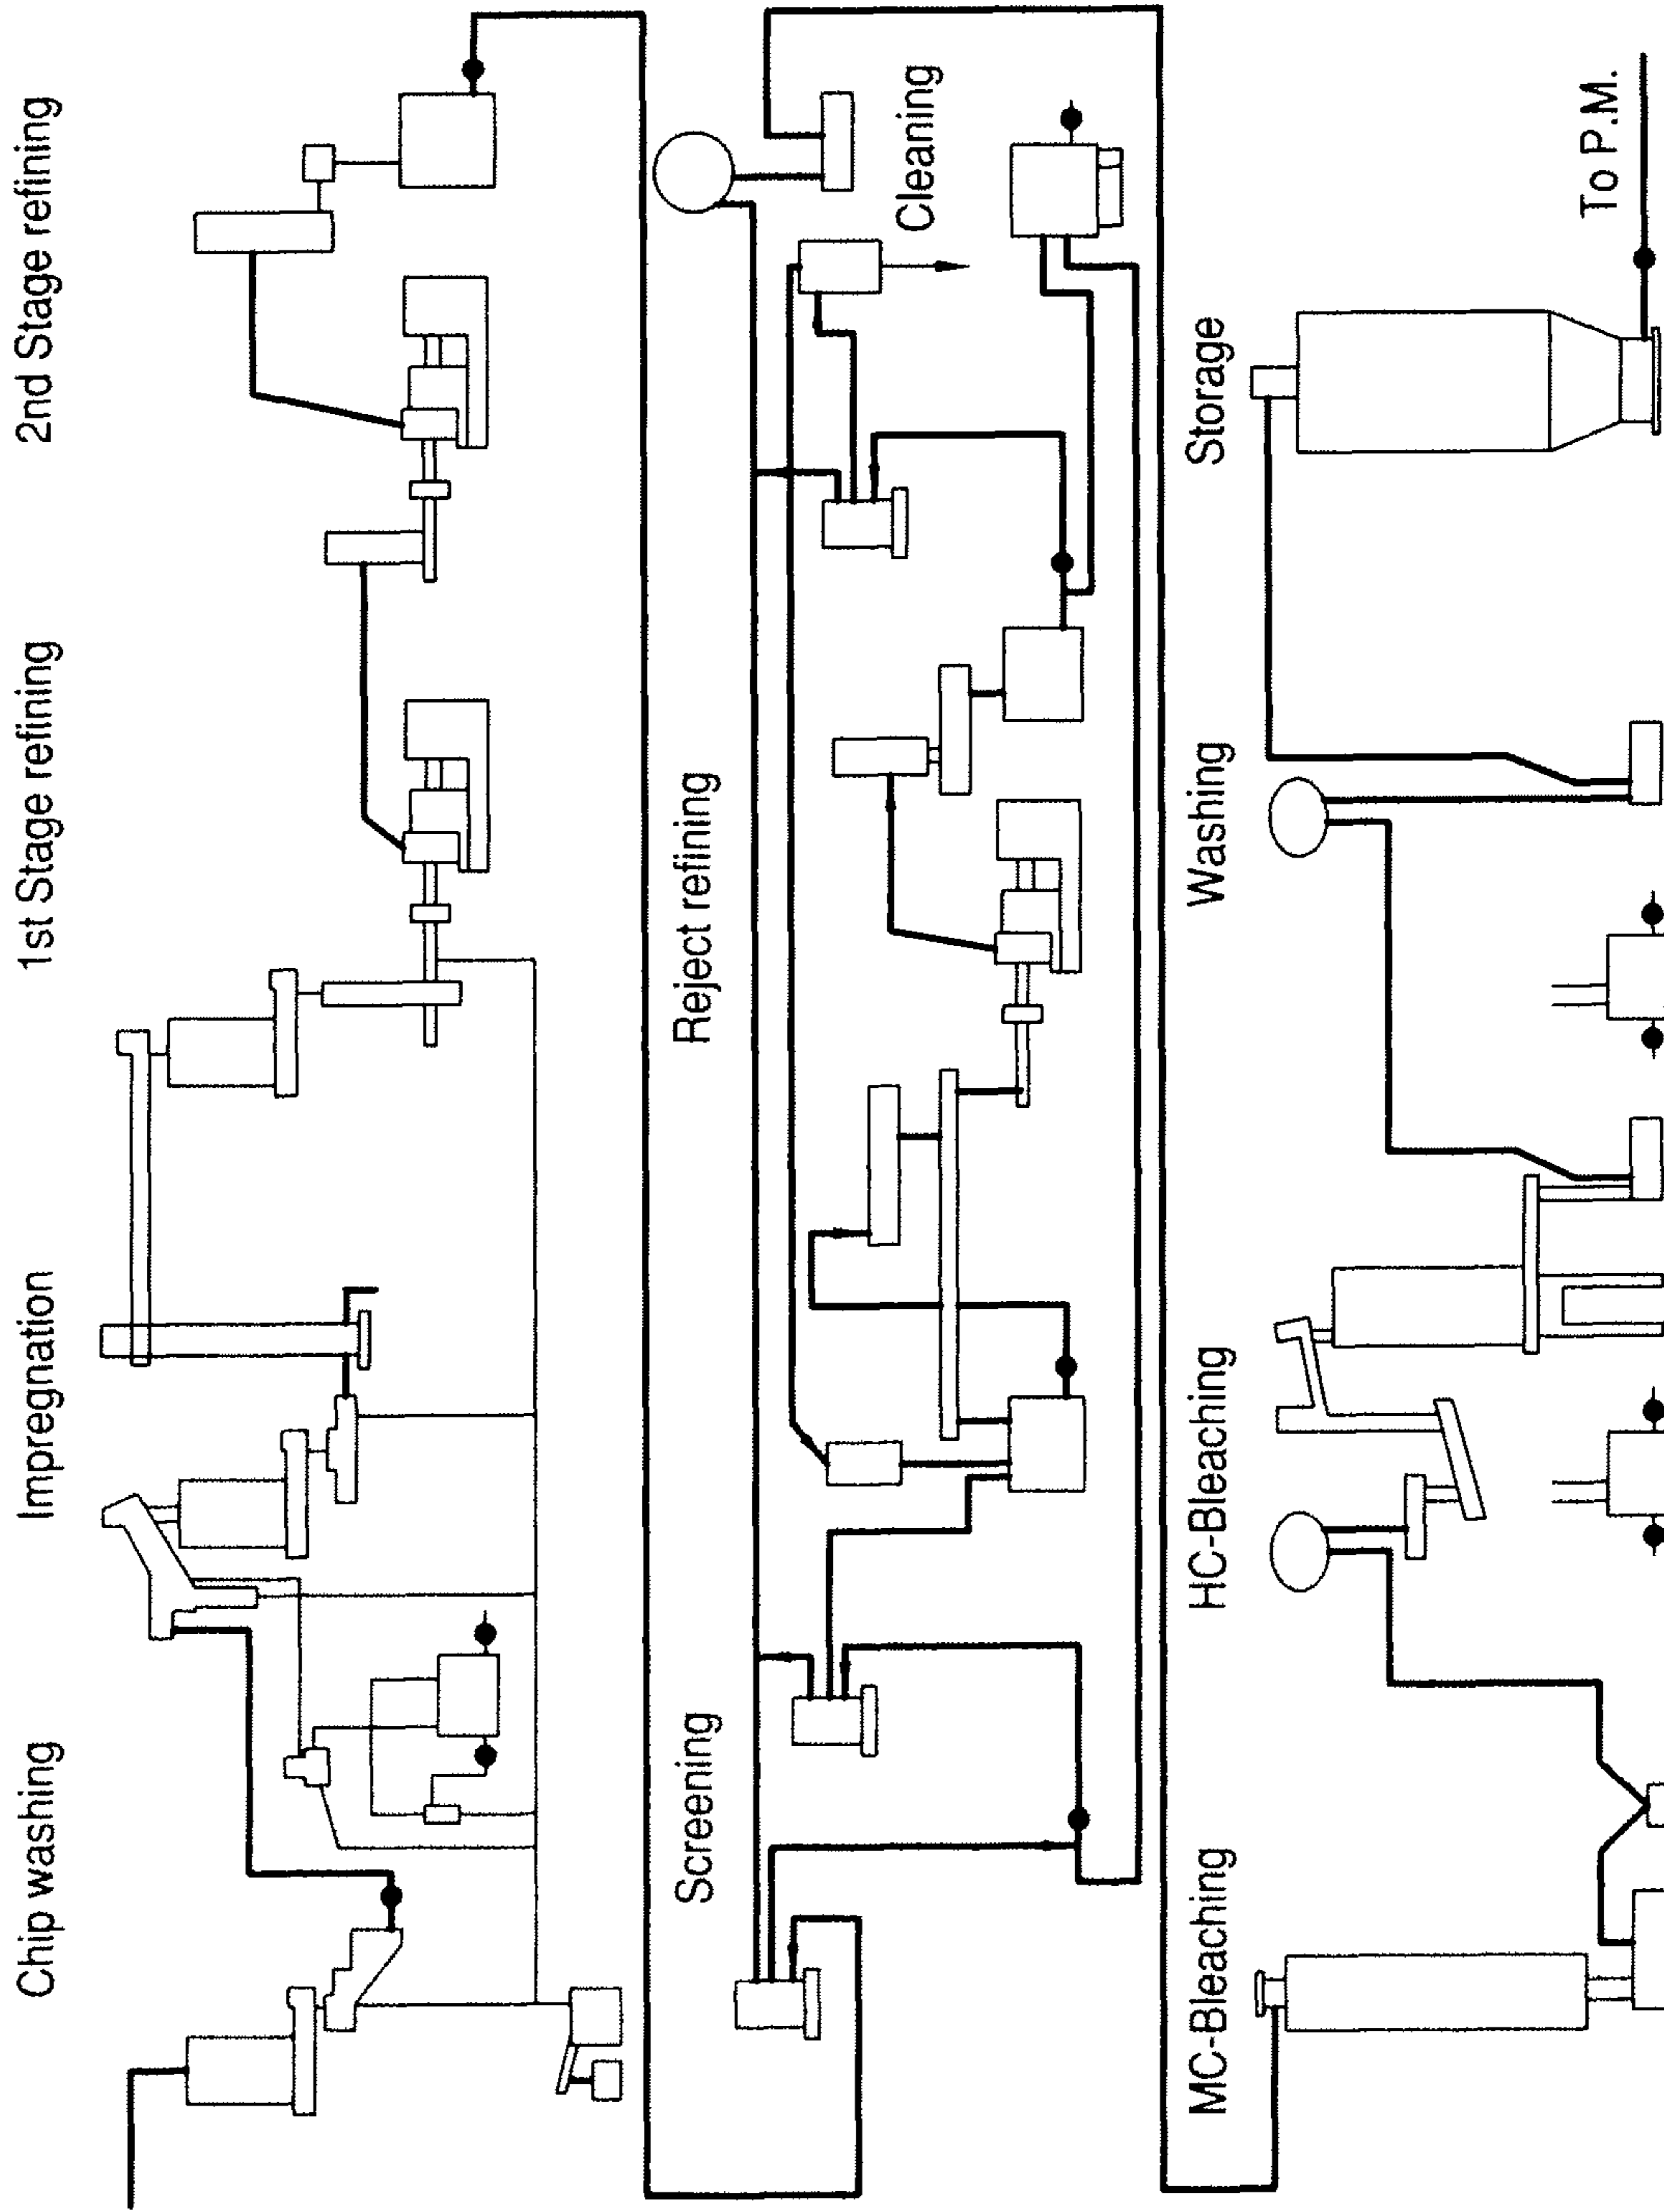 Chip washing
Impregnation
1st Stage refining
2nd Stage refiining
Screening
Reject refining
Cleaning
MC-Bleaching
HC-Bleaching
Washing
Storage
To P.M.